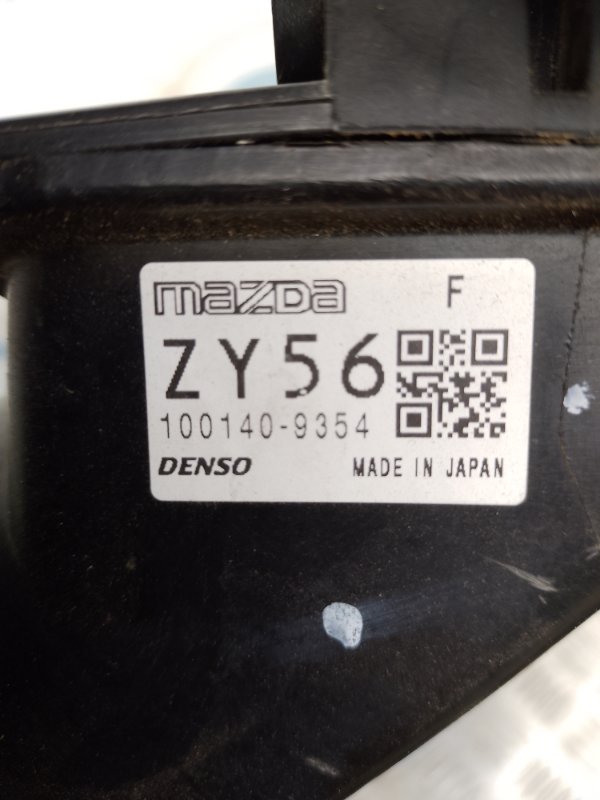 mazda F
ZY56
100140-9354
DENSO MADE IN JAPAN